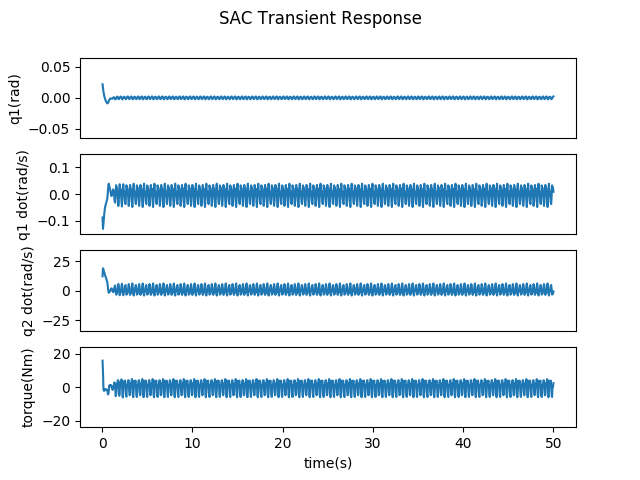 SAC Transient Response
q1(rad)
0.05
0.00
−0.05
q1 dot(rad/s)
0.1
0.0
−0.1
q2 dot(rad/s)
25
0
−25
torque(Nm)
20
0
−20
0 10 20 30 40 50
time(s)